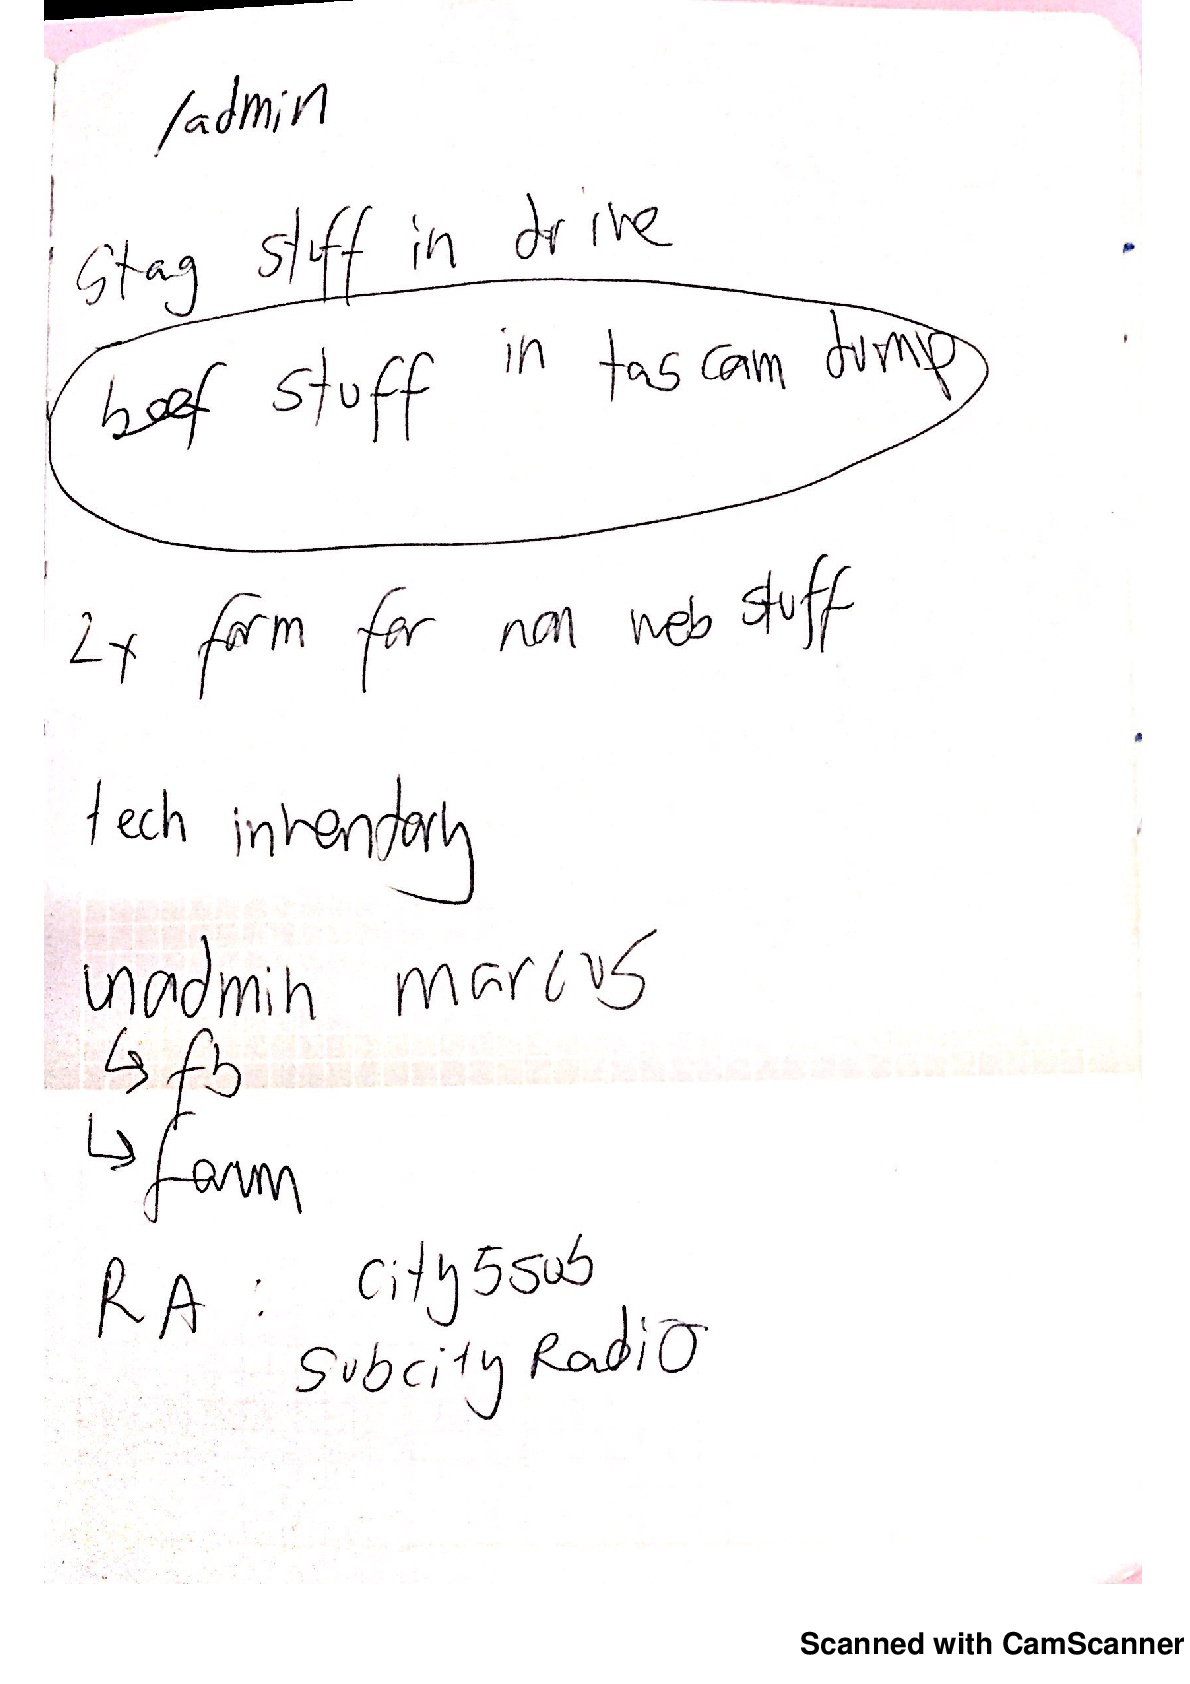 /admin
Stag stuff in drive
beef stuff in tascam dump
2x form for non web stuff
tech inventory
unadmin marcus
↳ fb
↳ form
RA : city5sub
subcity Radio
Scanned with CamScanner